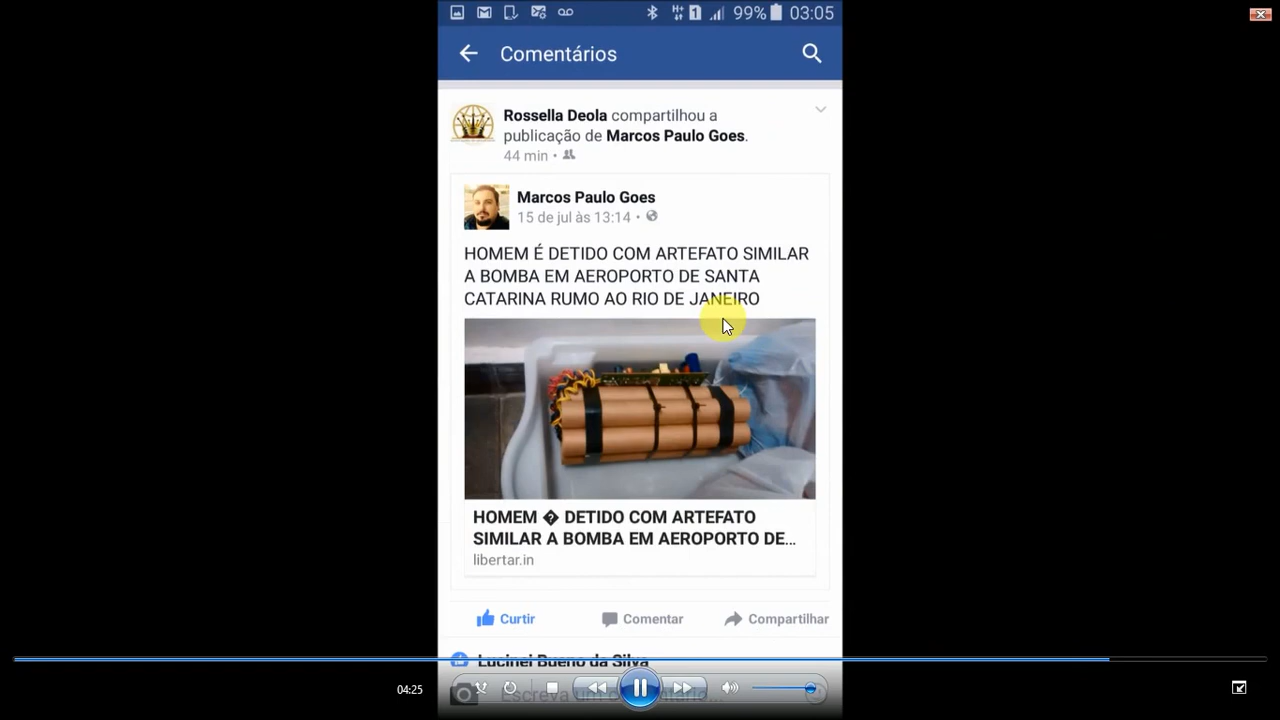 99% 03:05
Comentários
Rossella Deola compartilhou a
publicação de Marcos Paulo Goes.
44 min •
Marcos Paulo Goes
15 de jul às 13:14 •
HOMEM É DETIDO COM ARTEFATO SIMILAR
A BOMBA EM AEROPORTO DE SANTA
CATARINA RUMO AO RIO DE JANEIRO
HOMEM � DETIDO COM ARTEFATO
SIMILAR A BOMBA EM AEROPORTO DE...
libertar.in
Curtir Comentar Compartilhar
Lucinei Bueno da Silva
04:25
Escreva um comentário...